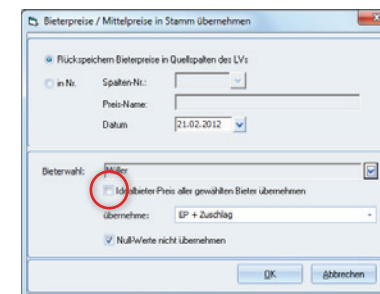 Bieterpreise / Mittelpreise in Stamm übernehmen
Rückspeichern Bieterpreise in Quellspalten des LVs
in Nr. Spalten-Nr.:
Preis-Name:
Datum 21.02.2012
Bieterwahl: Müller
Idealbieter-Preis aller gewählten Bieter übernehmen
übernehme: EP + Zuschlag
Null-Werte nicht übernehmen
OK Abbrechen